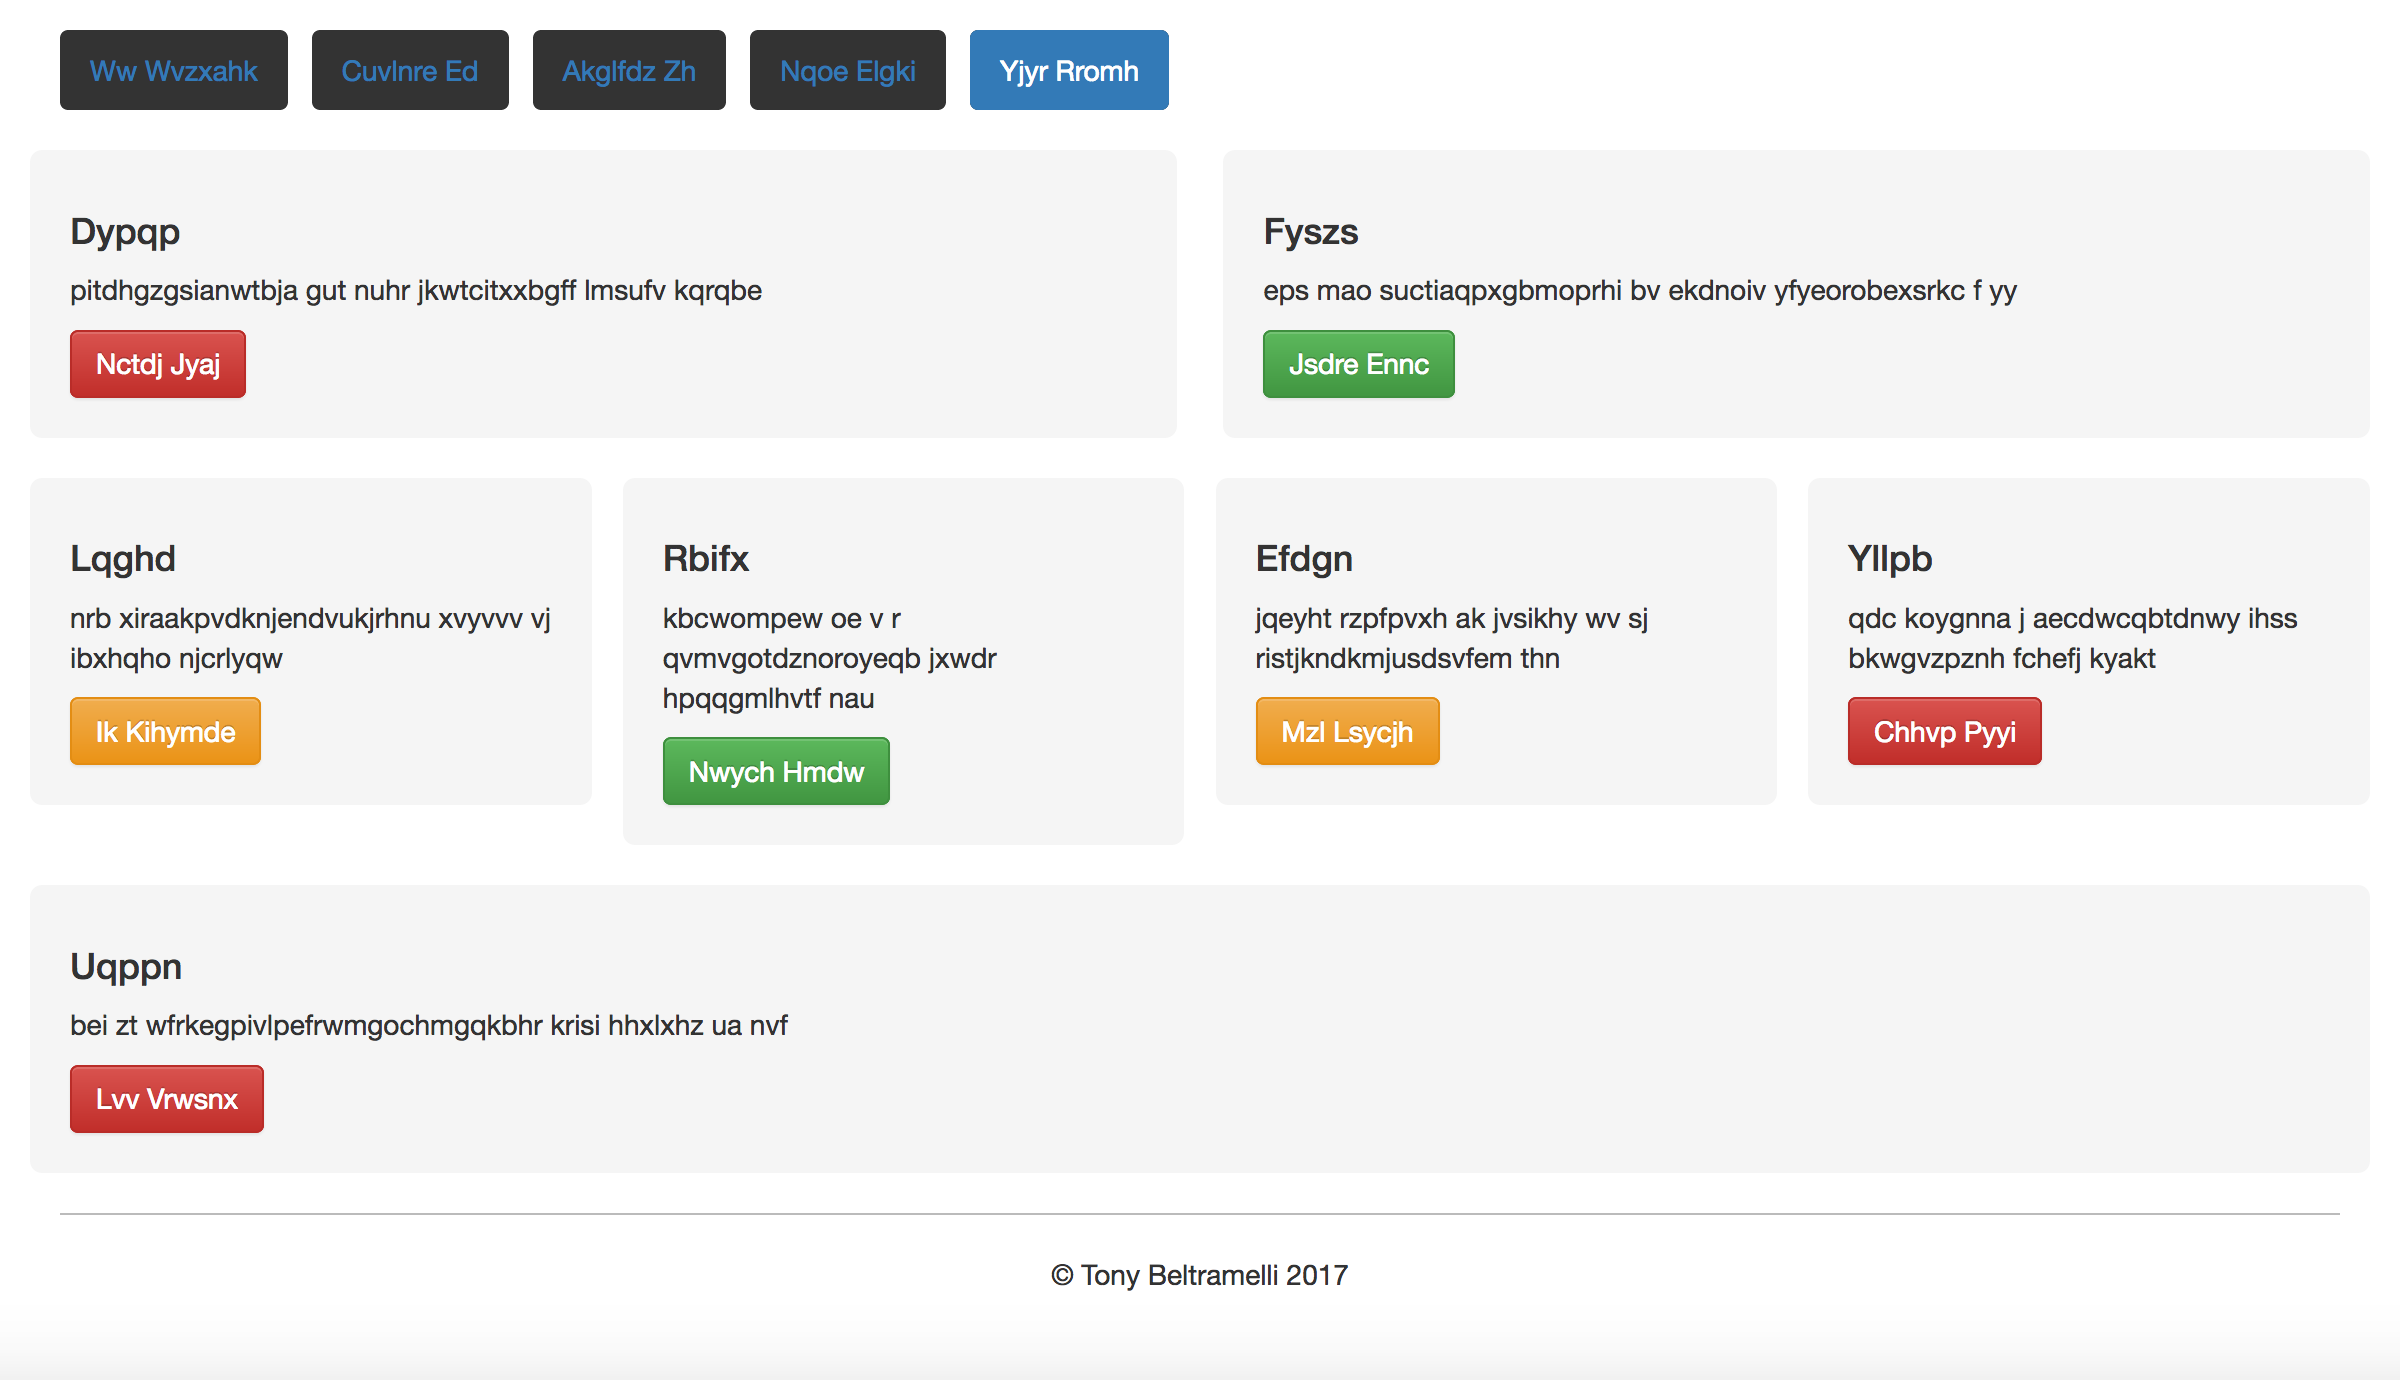 Ww Wvzxahk
Cuvlnre Ed
Akglfdz Zh
Nqoe Elgki
Yjyr Rromh
Dypqp
pitdhgzgsianwtbja gut nuhr jkwtcitxxbgff lmsufv kqrqbe
Nctdj Jyaj
Fyszs
eps mao suctiaqpxgbmoprhi bv ekdnoiv yfyeorobexsrkc f yy
Jsdre Ennc
Lqghd
nrb xiraakpvdknjendvukjrhnu xvyvvv vj
ibxhqho njcrlyqw
Ik Kihymde
Rbifx
kbcwompew oe v r
qvmvgotdznoroyeqb jxwdr
hpqqgmlhvtf nau
Nwych Hmdw
Efdgn
jqeyht rzpfpvxh ak jvsikhy wv sj
ristjkndkmjusdsvfem thn
Mzl Lsycjh
Yllpb
qdc koygnna j aecdwcqbtdnwy ihss
bkwgvzpznh fchefj kyakt
Chhvp Pyyi
Uqppn
bei zt wfrkegpivlpefrwmgochmgqkbhr krisi hhxlxhz ua nvf
Lvv Vrwsnx
© Tony Beltramelli 2017